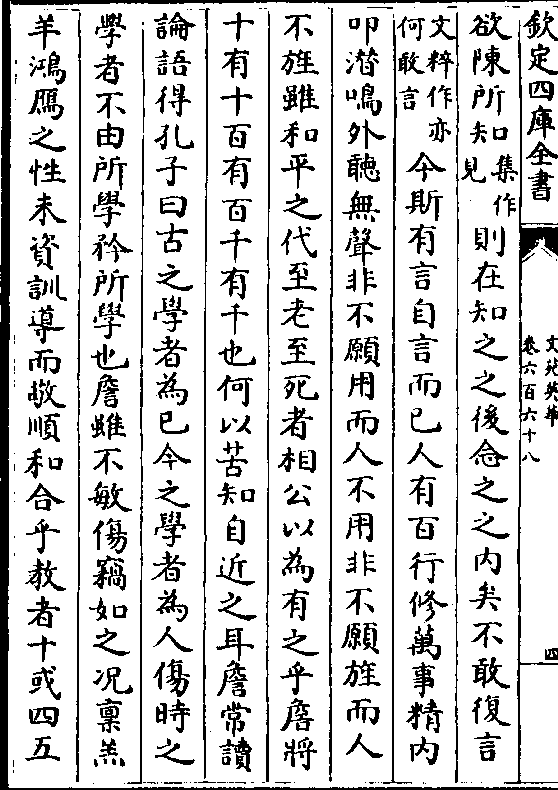 欽定四庫全書
文苑英華
卷六百六十八
四
欲陳所知見集作口則在知之之後念之之內矣不敢復言
文粹作亦何敢言今斯有言自言而已人有百行修萬事精內
叩潜鳴外聽無聲非不願用而人不用非不願旌而人
不旌雖和平之代至老至死者相公以為有之乎詹將
十有十百有百千有千也何以苦知自近之耳詹常讀
論語得孔子曰古之學者為已今之學者為人傷時之
學者不由所學矜所學也詹雖不敏傷竊如之况禀羔
羊鴻鴈之性未資訓導而敬順和合乎教者十或四五